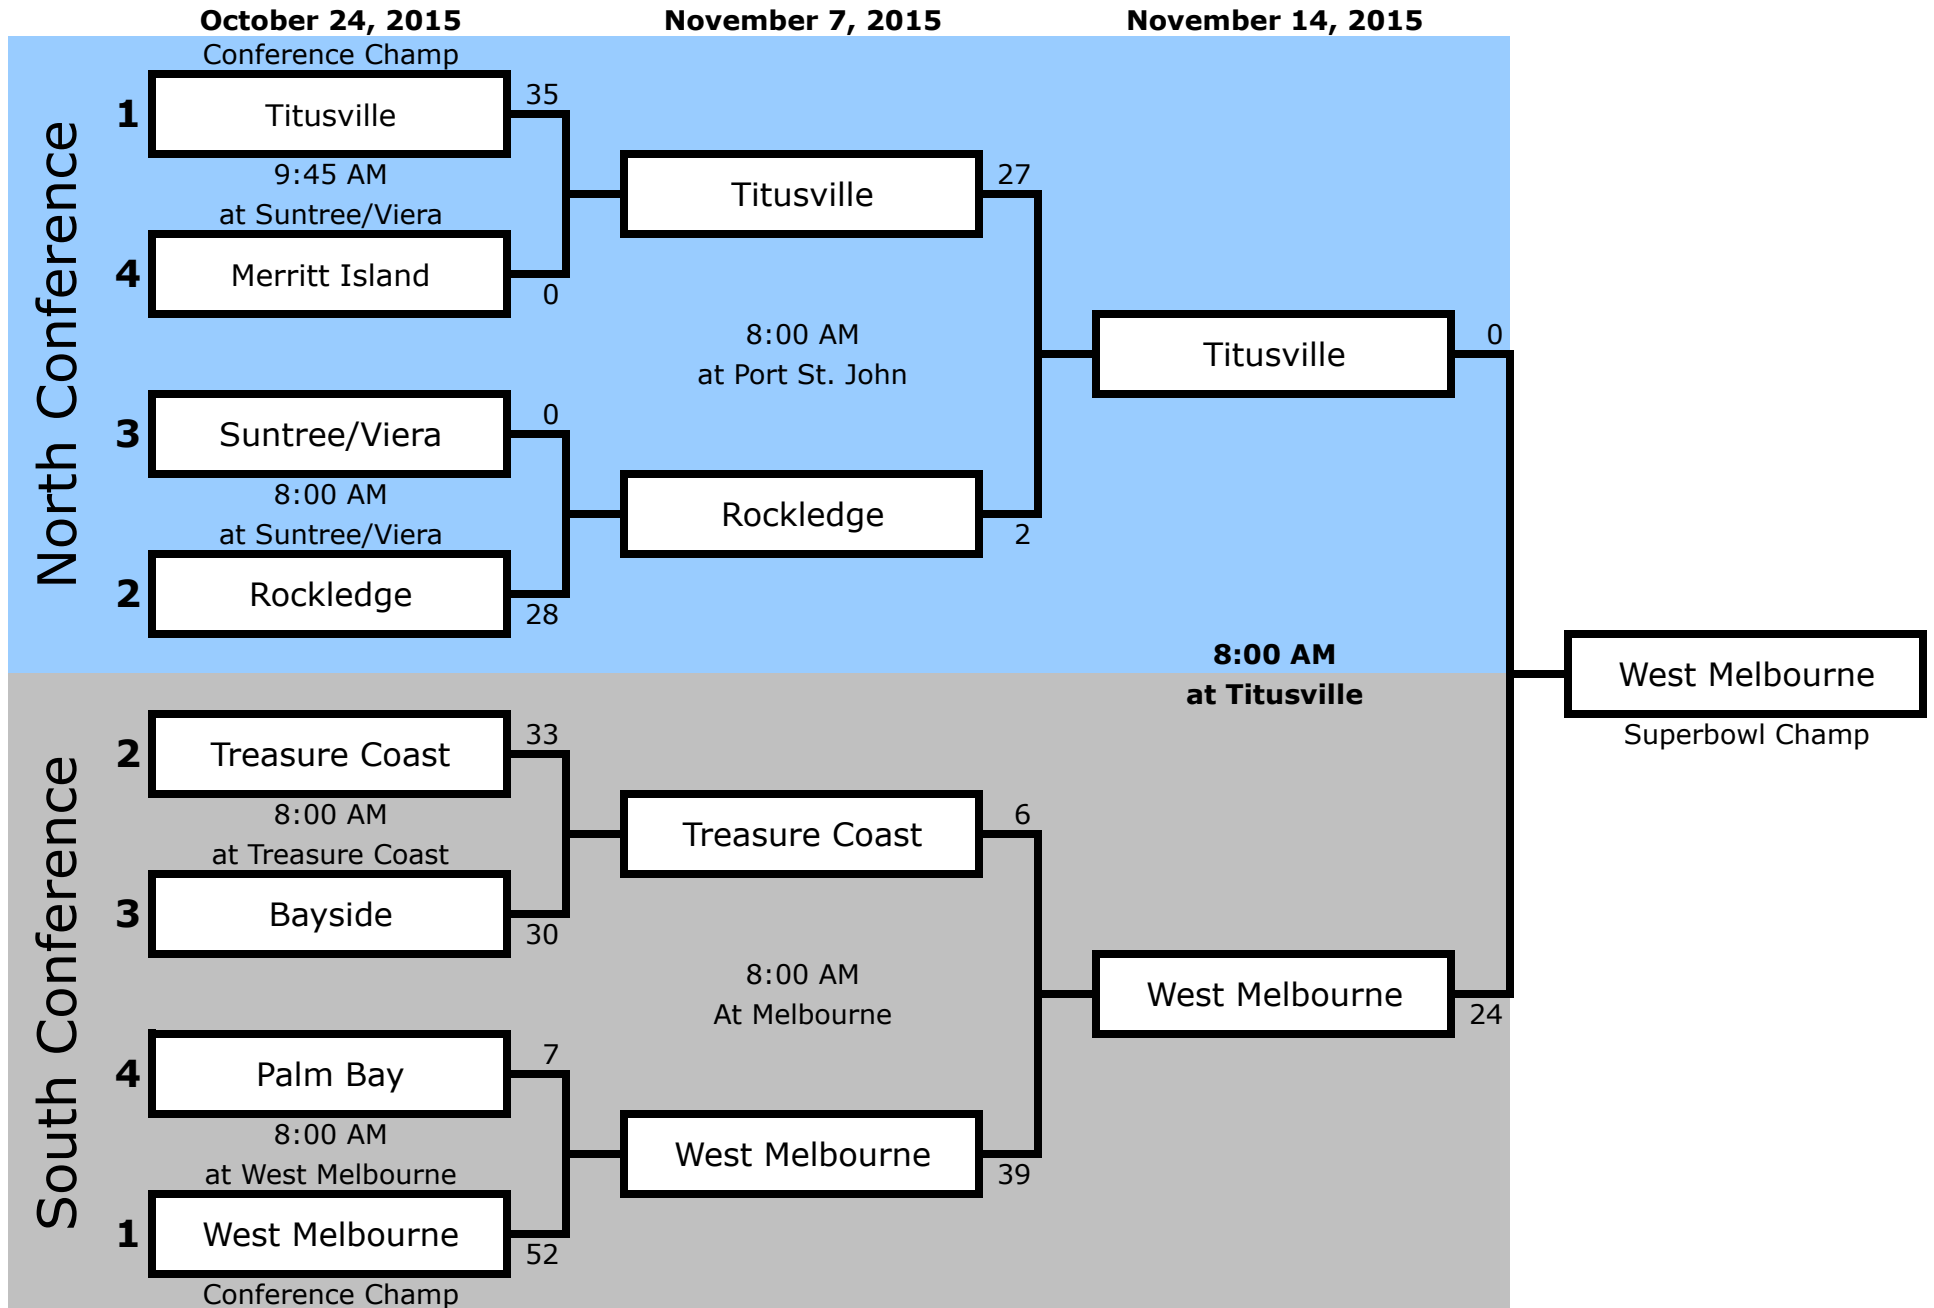 October 24, 2015
November 7, 2015
November 14, 2015
North Conference
Conference Champ
1
Titusville
35
9:45 AM
at Suntree/Viera
4
Merritt Island
0
3
Suntree/Viera
0
8:00 AM
at Suntree/Viera
2
Rockledge
28
Titusville
27
8:00 AM
at Port St. John
Rockledge
2
Titusville
0
8:00 AM
at Titusville
West Melbourne
Superbowl Champ
South Conference
2
Treasure Coast
33
8:00 AM
at Treasure Coast
3
Bayside
30
4
Palm Bay
7
8:00 AM
at West Melbourne
1
West Melbourne
52
Conference Champ
Treasure Coast
6
8:00 AM
At Melbourne
West Melbourne
39
West Melbourne
24